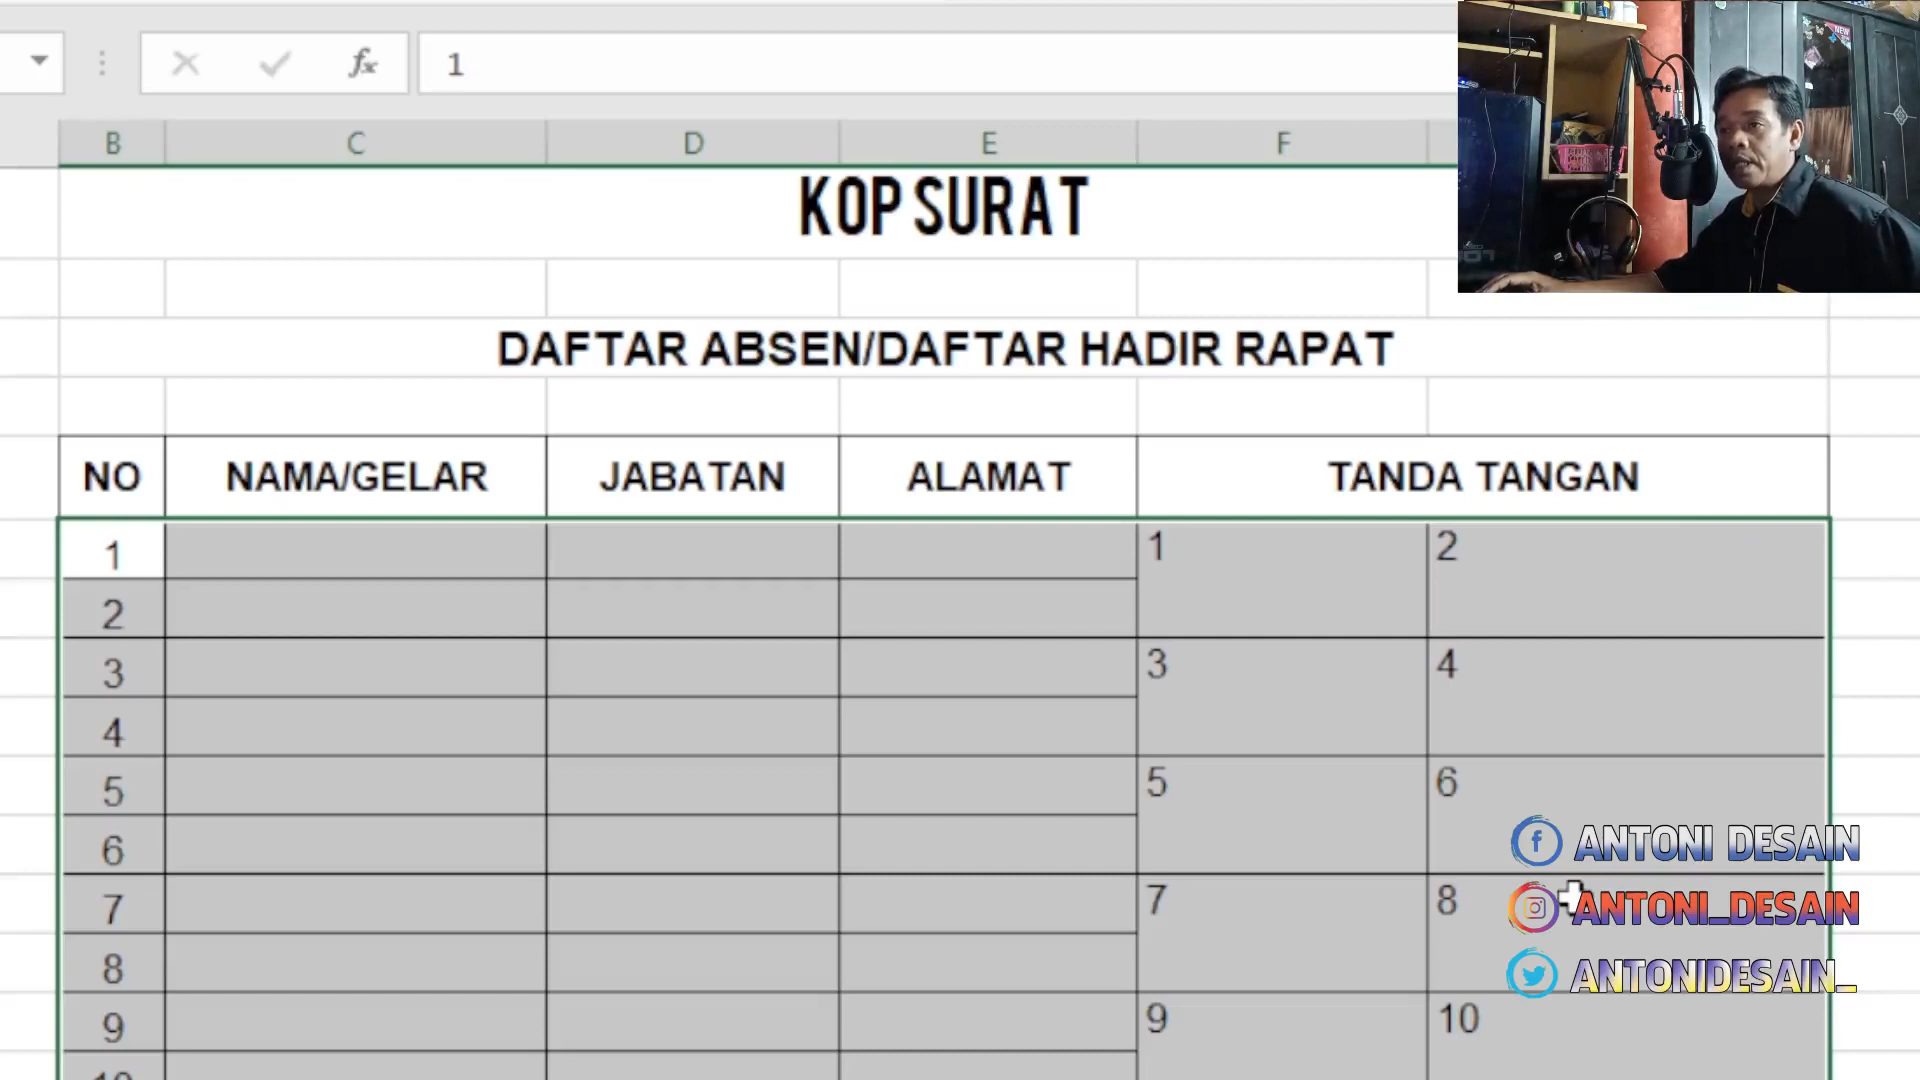 fx 1
B C D E F
KOP SURAT
DAFTAR ABSEN/DAFTAR HADIR RAPAT
NO NAMA/GELAR JABATAN ALAMAT TANDA TANGAN
1 1 2
2
3 3 4
4
5 5 6
6
ANTONI DESAIN
7 7 8
ANTONI_DESAIN
8
ANTONIDESAIN_
9 9 10
10